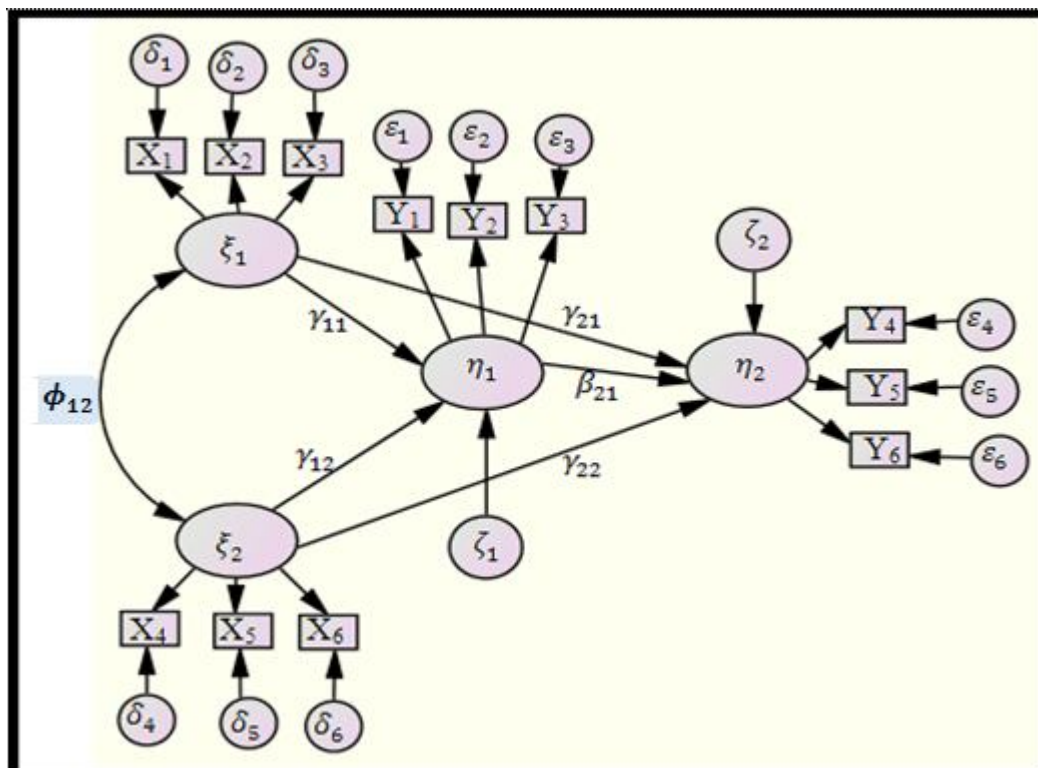 δ₁ δ₂ δ₃
X₁ X₂ X₃
ε₁ ε₂ ε₃
Y₁ Y₂ Y₃
ξ₁
ζ₂
γ₁₁
γ₂₁
Y₄ ε₄
η₁
β₂₁
η₂
Y₅ ε₅
ϕ₁₂
γ₁₂
γ₂₂
Y₆ ε₆
ξ₂
ζ₁
X₄ X₅ X₆
δ₄ δ₅ δ₆